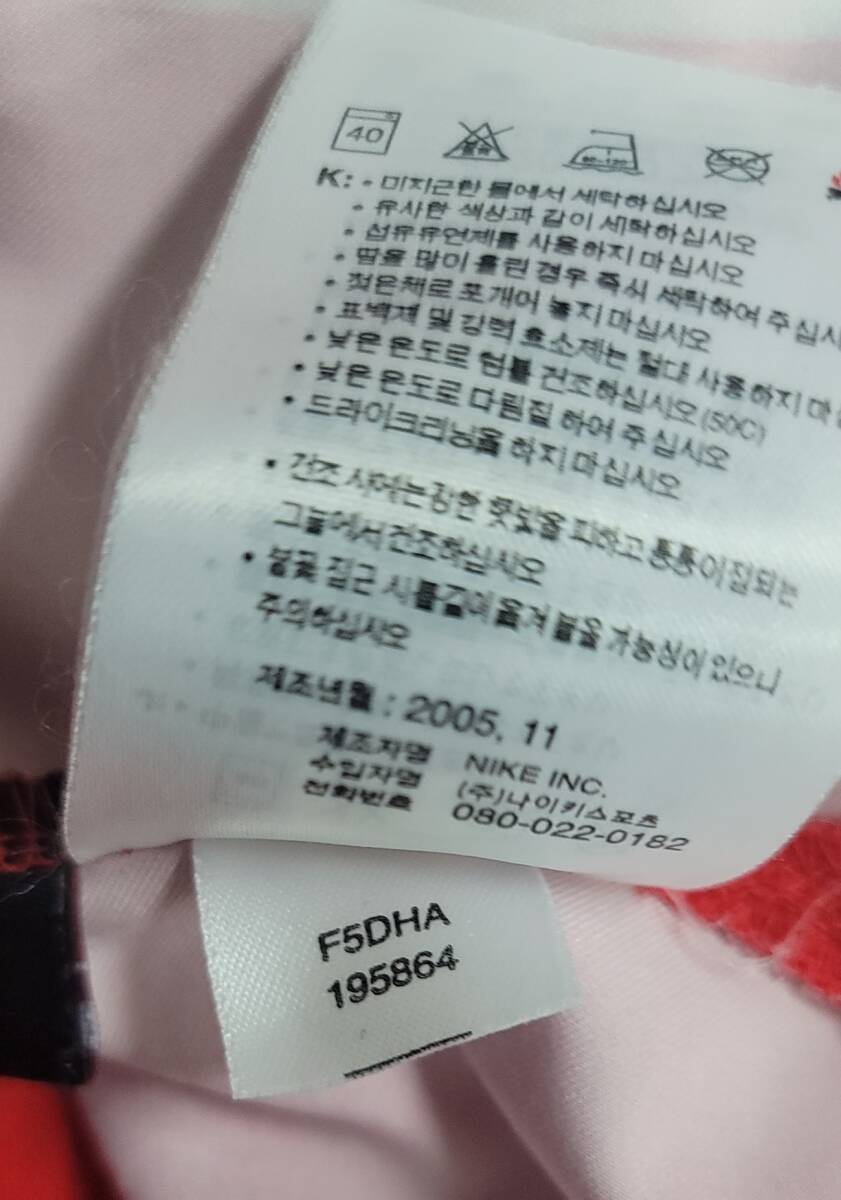 40
K: • 미지근한 물에서 세탁하십시오
• 유사한 색상과 같이 세탁하십시오
• 섬유유연제를 사용하지 마십시오
• 땀을 많이 흘린 경우 즉시 세탁하여 주십시
• 젖은채로 포개어 놓지 마십시오
• 표백제 및 강력 효소제는 절대 사용하지 마십
• 낮은 온도로 텀블 건조하십시오(50C)
• 낮은 온도로 다림질 하여 주십시오
• 드라이크리닝을 하지 마십시오
• 건조 시에는 강한 햇빛을 피하고 통풍이 잘되는
그늘에서 건조하십시오
• 불꽃 접근 시 불길에 옮겨 붙을 가능성이 있으니
주의하십시오
제조년월 : 2005. 11
제조자명 NIKE INC.
수입자명 (주)나이키스포츠
전화번호 080-022-0182
F5DHA
195864